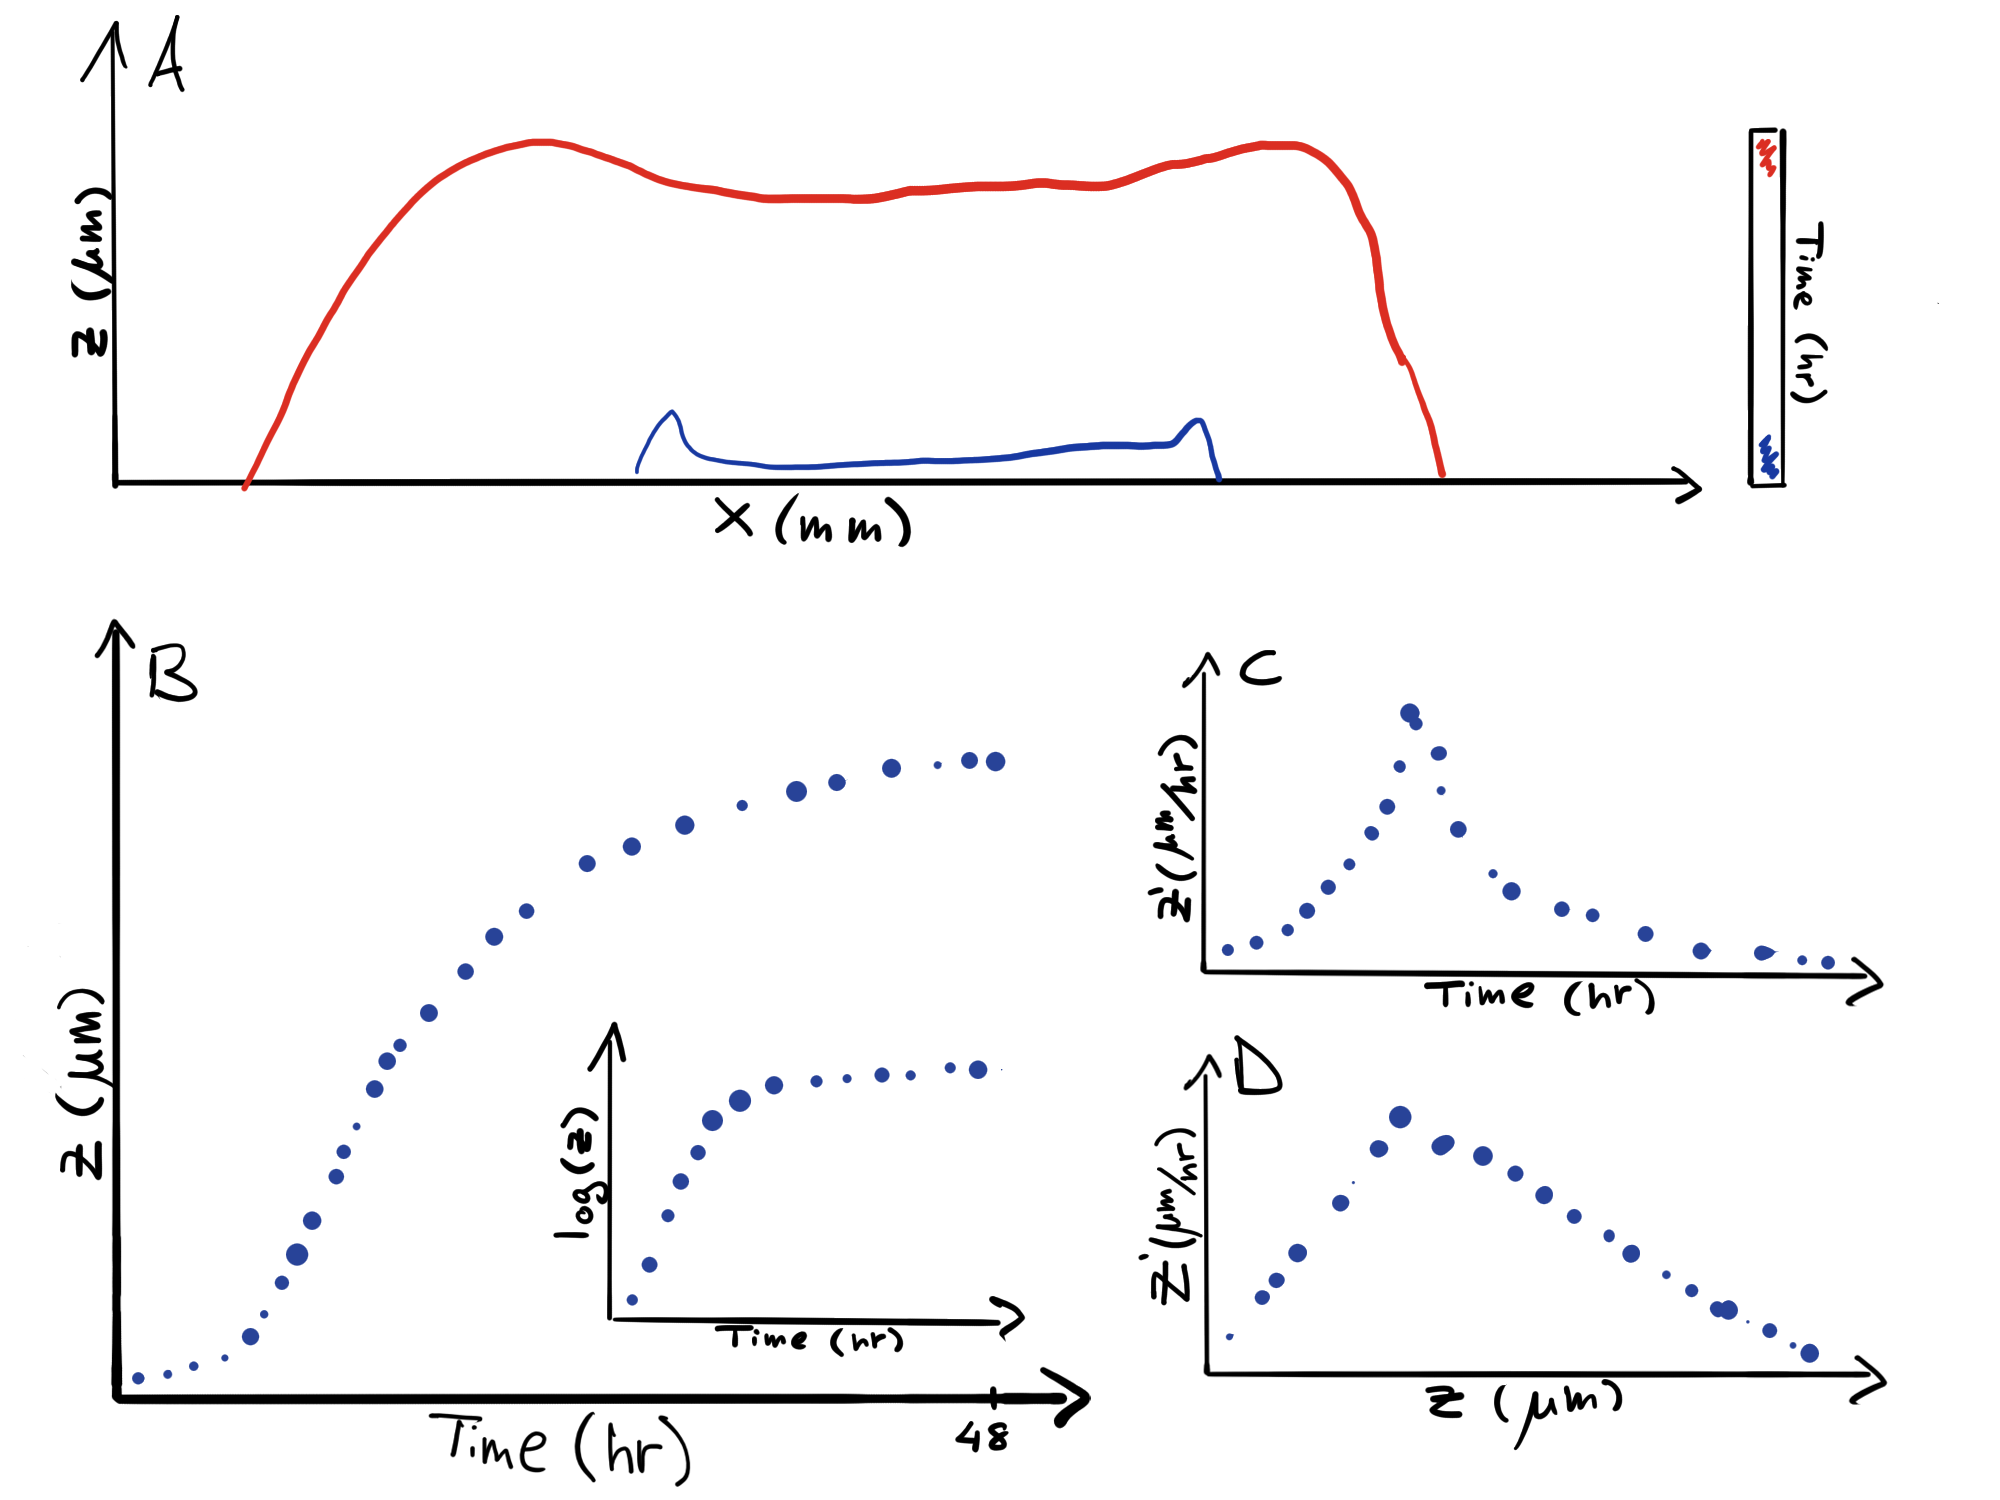 A
z (μm)
Time (hr)
x (mm)
B
z (μm)
log(z)
Time (hr)
48
Time (hr)
C
ż (μm/hr)
Time (hr)
D
ż (μm/hr)
z (μm)